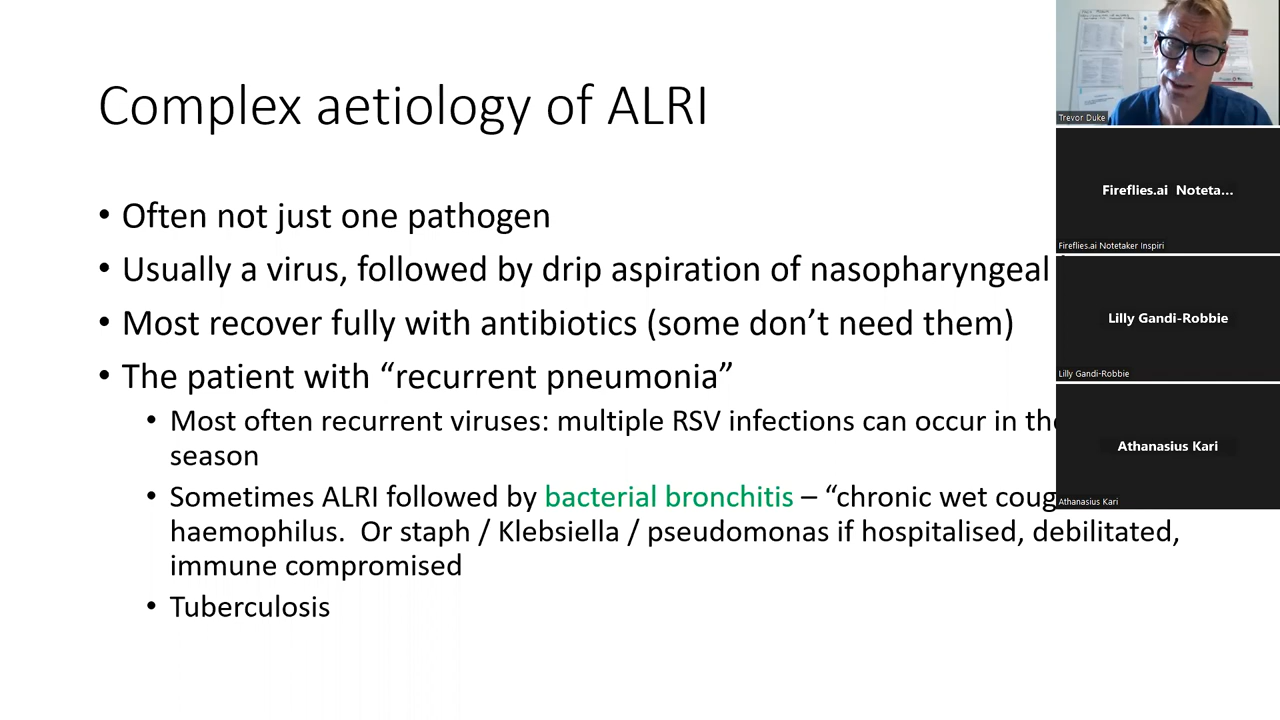 Complex aetiology of ALRI
• Often not just one pathogen
• Usually a virus, followed by drip aspiration of nasopharyngeal
• Most recover fully with antibiotics (some don’t need them)
• The patient with “recurrent pneumonia”
• Most often recurrent viruses: multiple RSV infections can occur in
season
• Sometimes ALRI followed by bacterial bronchitis – “chronic wet
haemophilus. Or staph / Klebsiella / pseudomonas if hospitalised, debilitated,
immune compromised
• Tuberculosis
Trevor Duke
Fireflies.ai Noteta...
Fireflies.ai Notetaker Inspiri
Lilly Gandi-Robbie
Lilly Gandi-Robbie
Athanasius Kari
Athanasius Kari